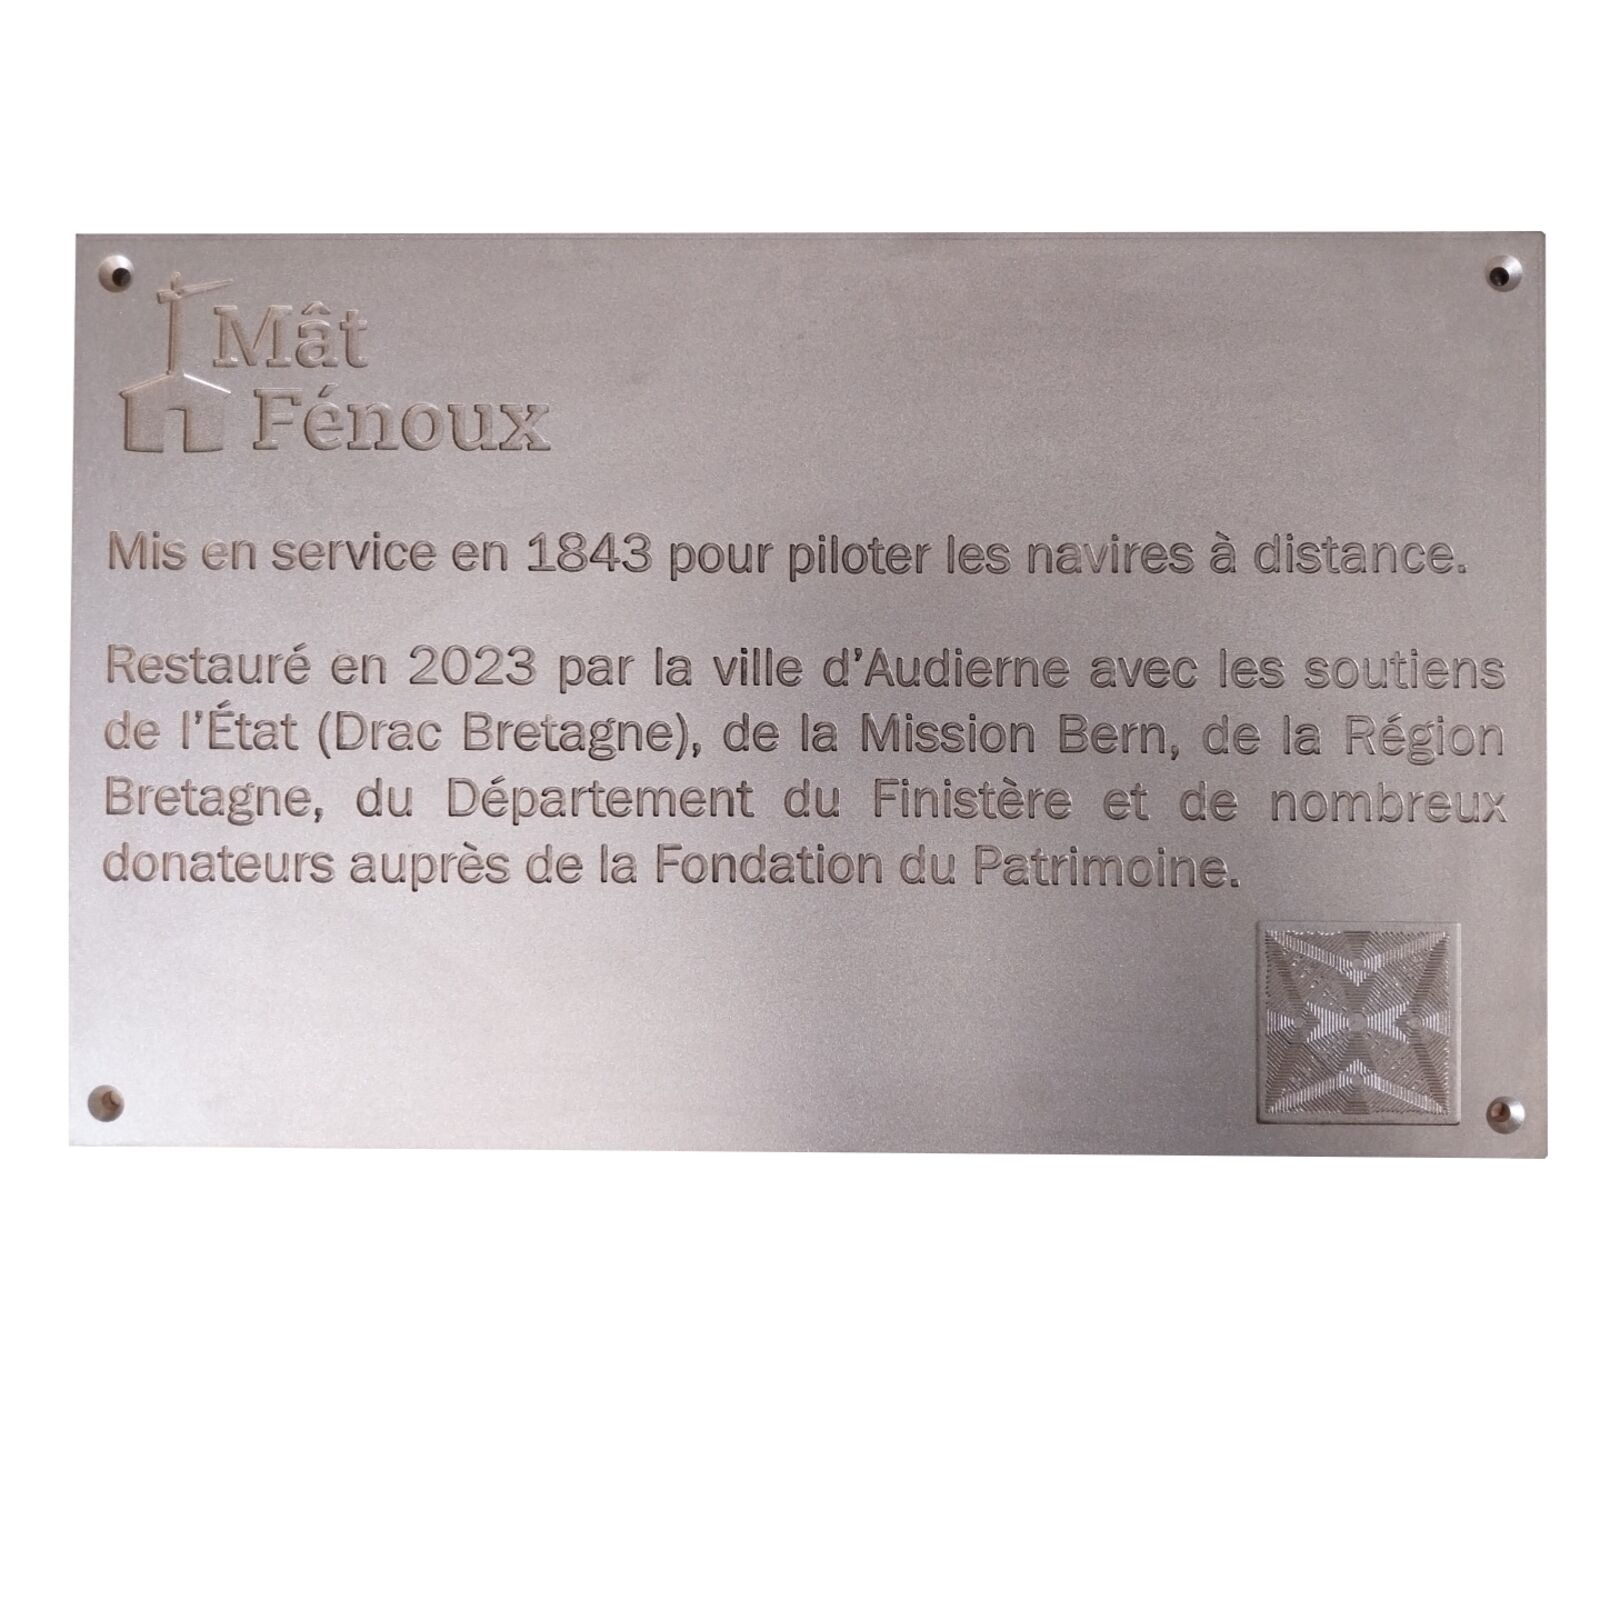 Mât
Fénoux
Mis en service en 1843 pour piloter les navires à distance.
Restauré en 2023 par la ville d’Audierne avec les soutiens
de l’État (Drac Bretagne), de la Mission Bern, de la Région
Bretagne, du Département du Finistère et de nombreux
donateurs auprès de la Fondation du Patrimoine.